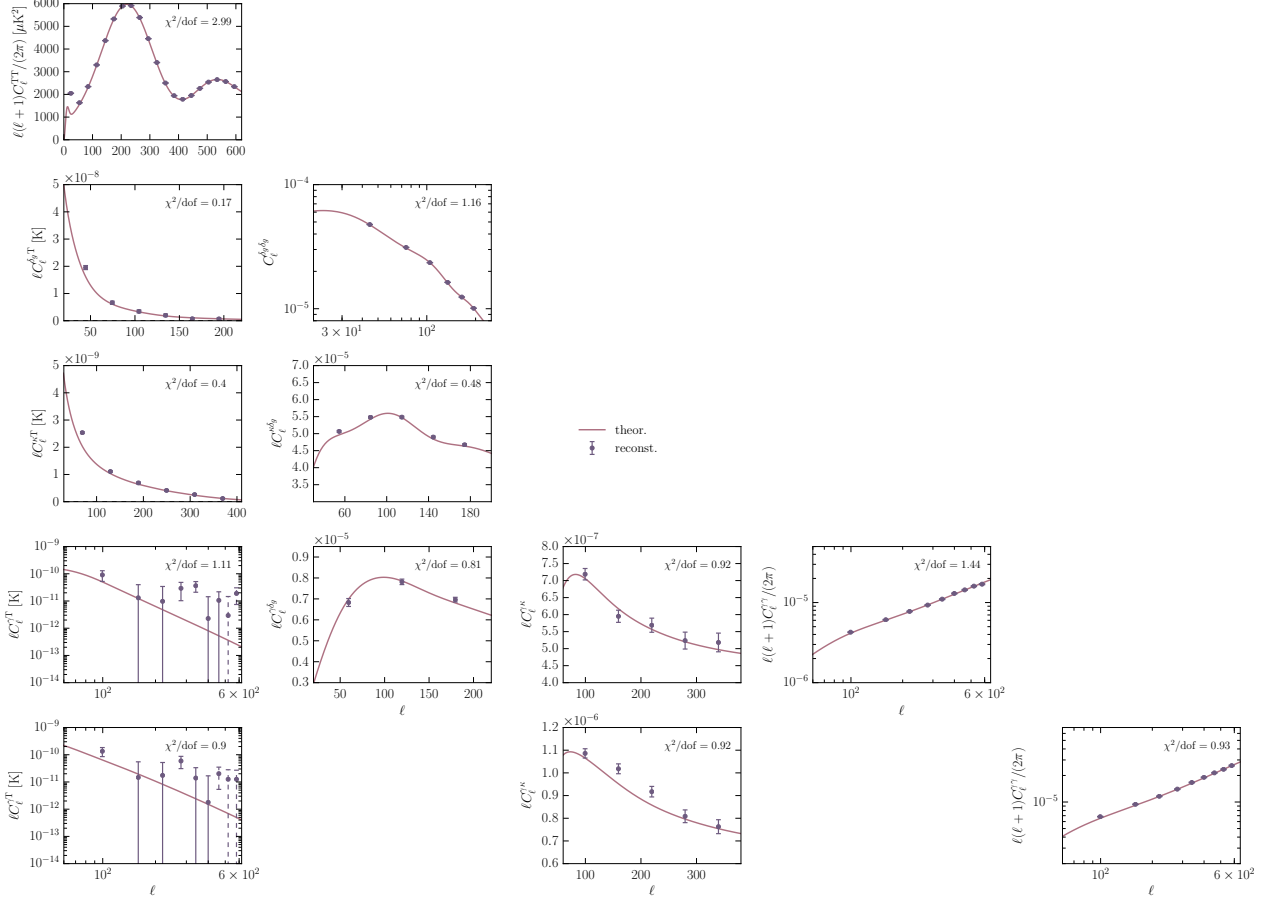 6000
5000
4000
3000
2000
1000
0
0 100 200 300 400 500 600
ℓ(ℓ + 1)C_ℓ^{TT}/(2π) [μK²]
χ²/dof = 2.99
×10⁻⁸
5
4
3
2
1
0
50 100 150 200
ℓC_ℓ^{δ_g T} [K]
χ²/dof = 0.17
10⁻⁴
10⁻⁵
3 × 10¹ 10²
C_ℓ^{δ_g δ_g}
χ²/dof = 1.16
×10⁻⁹
5
4
3
2
1
0
100 200 300 400
ℓC_ℓ^{κT} [K]
χ²/dof = 0.4
×10⁻⁵
7.0
6.5
6.0
5.5
5.0
4.5
4.0
3.5
60 100 140 180
ℓC_ℓ^{κδ_g}
χ²/dof = 0.48
theor.
reconst.
10⁻⁹
10⁻¹⁰
10⁻¹¹
10⁻¹²
10⁻¹³
10⁻¹⁴
10² 6 × 10²
ℓC_ℓ^{γT} [K]
χ²/dof = 1.11
×10⁻⁵
0.9
0.8
0.7
0.6
0.5
0.4
0.3
50 100 150 200
ℓC_ℓ^{γδ_g}
ℓ
χ²/dof = 0.81
×10⁻⁷
8.0
7.5
7.0
6.5
6.0
5.5
5.0
4.5
4.0
100 200 300
ℓC_ℓ^{γκ}
χ²/dof = 0.92
10⁻⁵
10⁻⁶
10² 6 × 10²
ℓ(ℓ + 1)C_ℓ^{γγ}/(2π)
ℓ
χ²/dof = 1.44
10⁻⁹
10⁻¹⁰
10⁻¹¹
10⁻¹²
10⁻¹³
10⁻¹⁴
10² 6 × 10²
ℓC_ℓ^{γT} [K]
ℓ
χ²/dof = 0.9
×10⁻⁶
1.2
1.1
1.0
0.9
0.8
0.7
0.6
100 200 300
ℓC_ℓ^{γκ}
ℓ
χ²/dof = 0.92
10⁻⁵
10² 6 × 10²
ℓ(ℓ + 1)C_ℓ^{γγ}/(2π)
ℓ
χ²/dof = 0.93